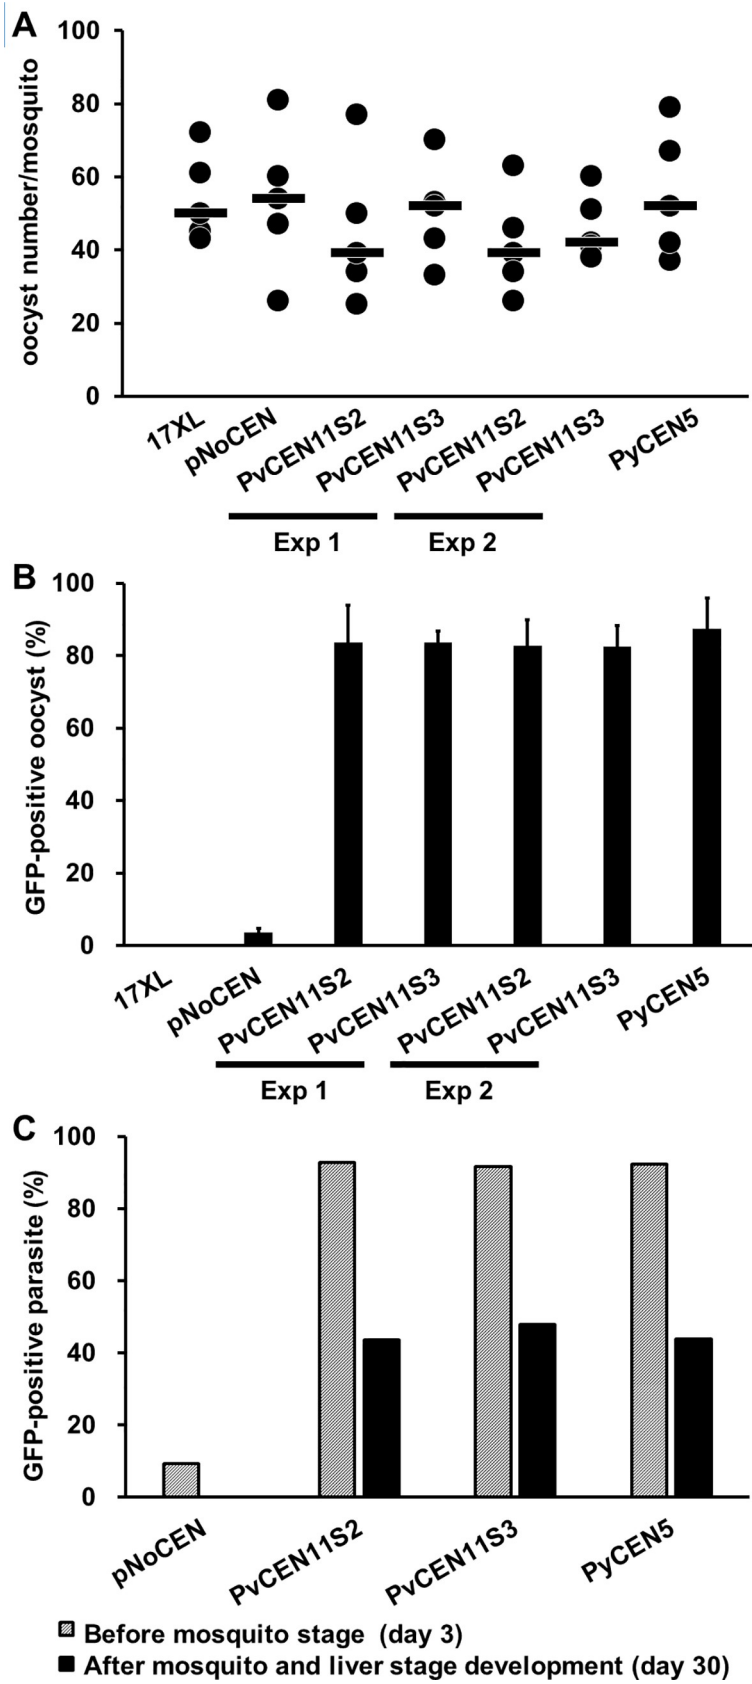 A
oocyst number/mosquito
100
80
60
40
20
0
17XL
pNoCEN
PvCEN11S2
PvCEN11S3
PvCEN11S2
PvCEN11S3
PyCEN5
Exp 1
Exp 2
B
GFP-positive oocyst (%)
100
80
60
40
20
0
17XL
pNoCEN
PvCEN11S2
PvCEN11S3
PvCEN11S2
PvCEN11S3
PyCEN5
Exp 1
Exp 2
C
GFP-positive parasite (%)
100
80
60
40
20
0
pNoCEN
PvCEN11S2
PvCEN11S3
PyCEN5
Before mosquito stage (day 3)
After mosquito and liver stage development (day 30)